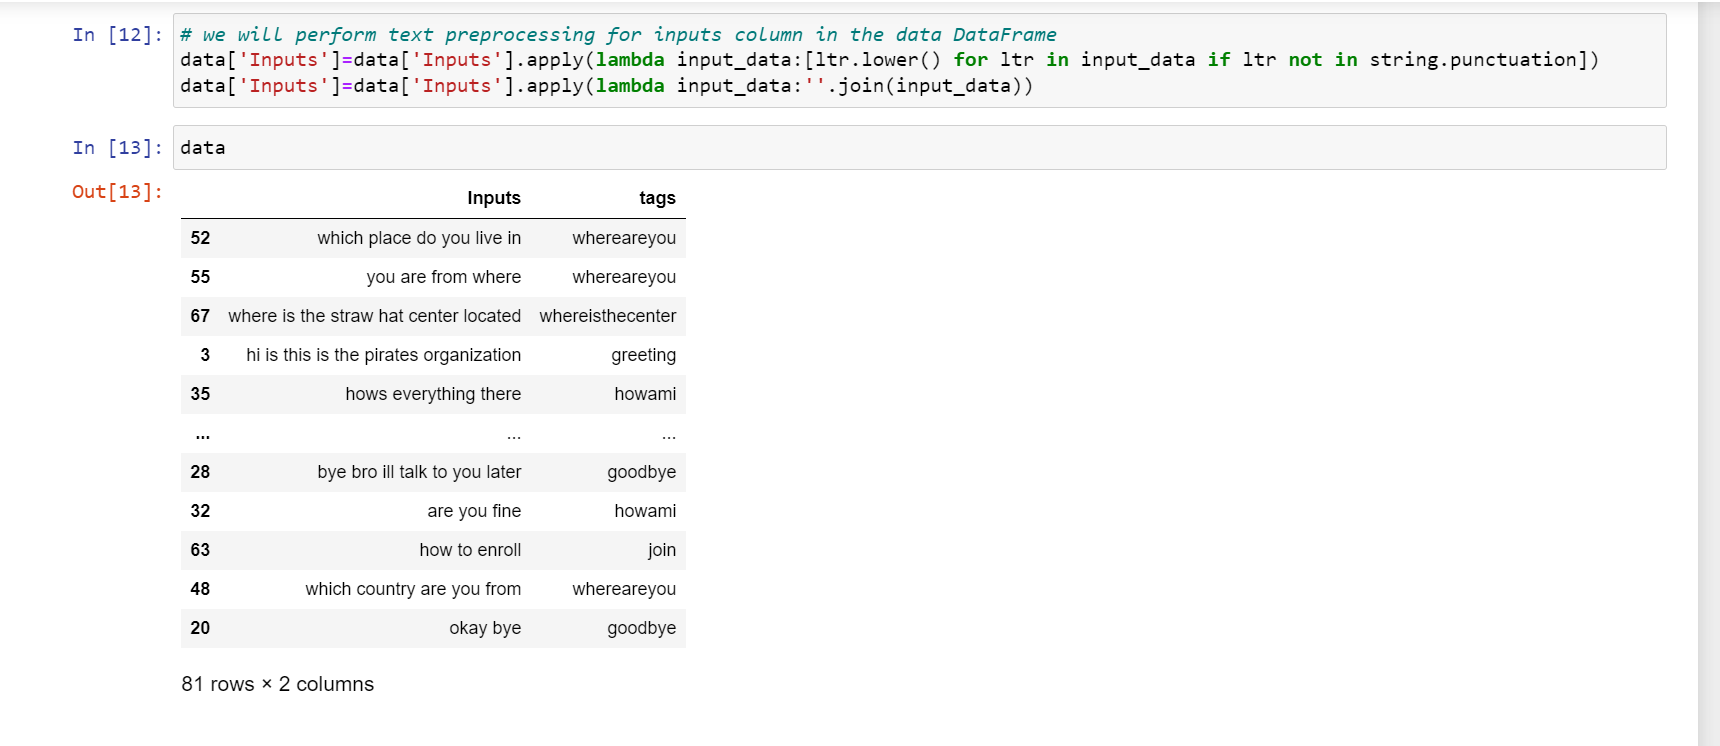 In [12]: # we will perform text preprocessing for inputs column in the data DataFrame
data['Inputs']=data['Inputs'].apply(lambda input_data:[ltr.lower() for ltr in input_data if ltr not in string.punctuation])
data['Inputs']=data['Inputs'].apply(lambda input_data:''.join(input_data))
In [13]: data
Out[13]:
Inputs tags
52 which place do you live in whereareyou
55 you are from where whereareyou
67 where is the straw hat center located whereisthecenter
3 hi is this is the pirates organization greeting
35 hows everything there howami
... ... ...
28 bye bro ill talk to you later goodbye
32 are you fine howami
63 how to enroll join
48 which country are you from whereareyou
20 okay bye goodbye
81 rows × 2 columns